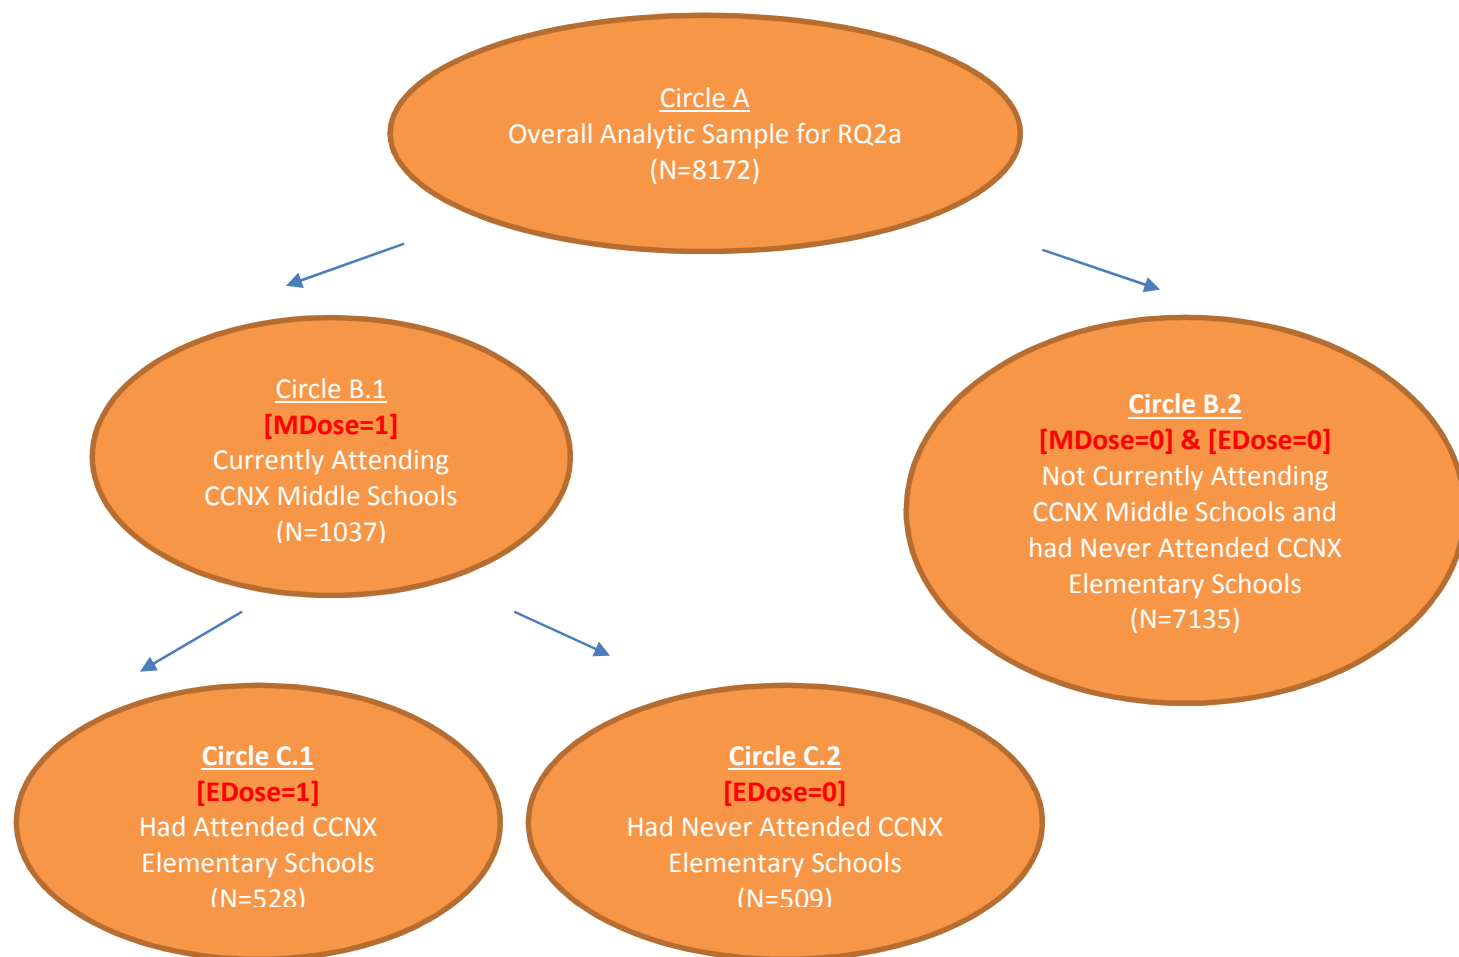 Circle A
Overall Analytic Sample for RQ2a
(N=8172)
Circle B.1
[MDose=1]
Currently Attending
CCNX Middle Schools
(N=1037)
Circle B.2
[MDose=0] & [EDose=0]
Not Currently Attending
CCNX Middle Schools and
had Never Attended CCNX
Elementary Schools
(N=7135)
Circle C.1
[EDose=1]
Had Attended CCNX
Elementary Schools
(N=528)
Circle C.2
[EDose=0]
Had Never Attended CCNX
Elementary Schools
(N=509)